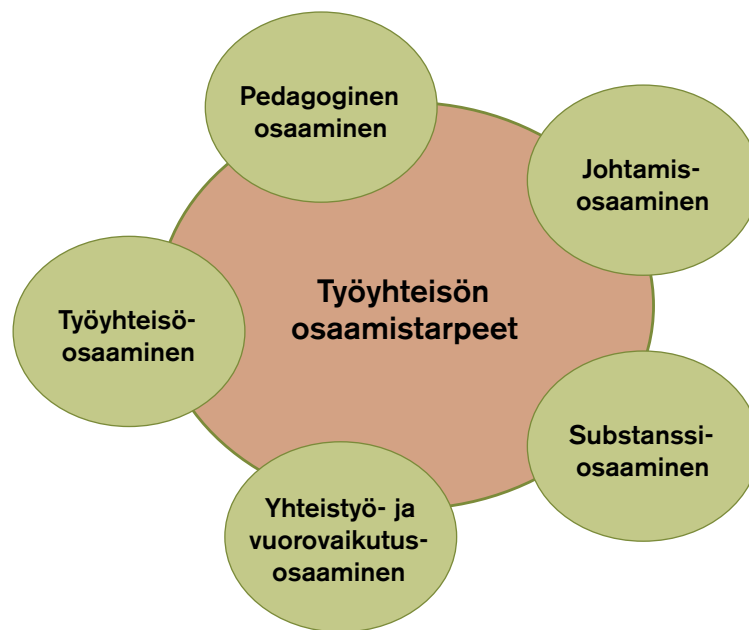 Pedagoginen
osaaminen
Johtamis-
osaaminen
Työyhteisön
osaamistarpeet
Työyhteisö-
osaaminen
Substanssi-
osaaminen
Yhteistyö- ja
vuorovaikutus-
osaaminen